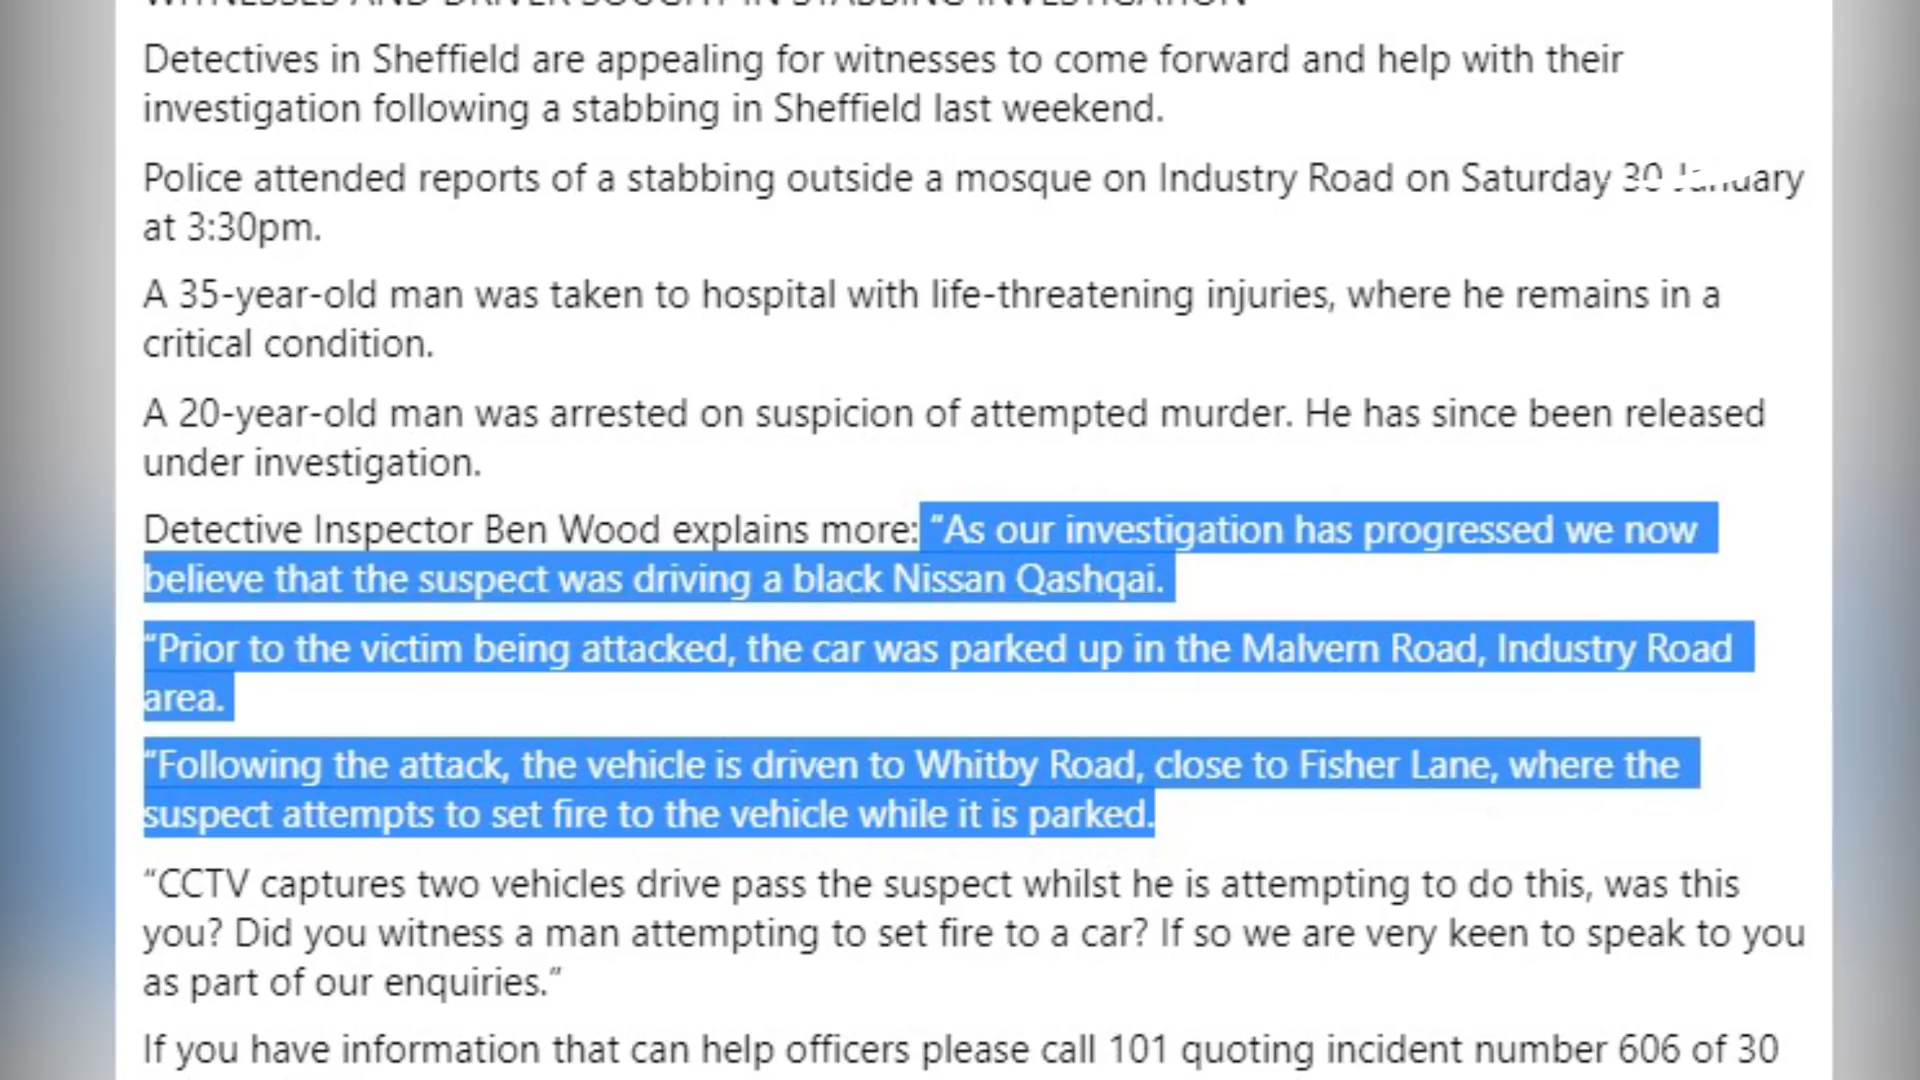 WITNESSES AND DRIVER SOUGHT IN STABBING INVESTIGATION
Detectives in Sheffield are appealing for witnesses to come forward and help with their
investigation following a stabbing in Sheffield last weekend.
Police attended reports of a stabbing outside a mosque on Industry Road on Saturday 30 January
at 3:30pm.
A 35-year-old man was taken to hospital with life-threatening injuries, where he remains in a
critical condition.
A 20-year-old man was arrested on suspicion of attempted murder. He has since been released
under investigation.
Detective Inspector Ben Wood explains more: “As our investigation has progressed we now
believe that the suspect was driving a black Nissan Qashqai.
“Prior to the victim being attacked, the car was parked up in the Malvern Road, Industry Road
area.
“Following the attack, the vehicle is driven to Whitby Road, close to Fisher Lane, where the
suspect attempts to set fire to the vehicle while it is parked.
“CCTV captures two vehicles drive pass the suspect whilst he is attempting to do this, was this
you? Did you witness a man attempting to set fire to a car? If so we are very keen to speak to you
as part of our enquiries.”
If you have information that can help officers please call 101 quoting incident number 606 of 30